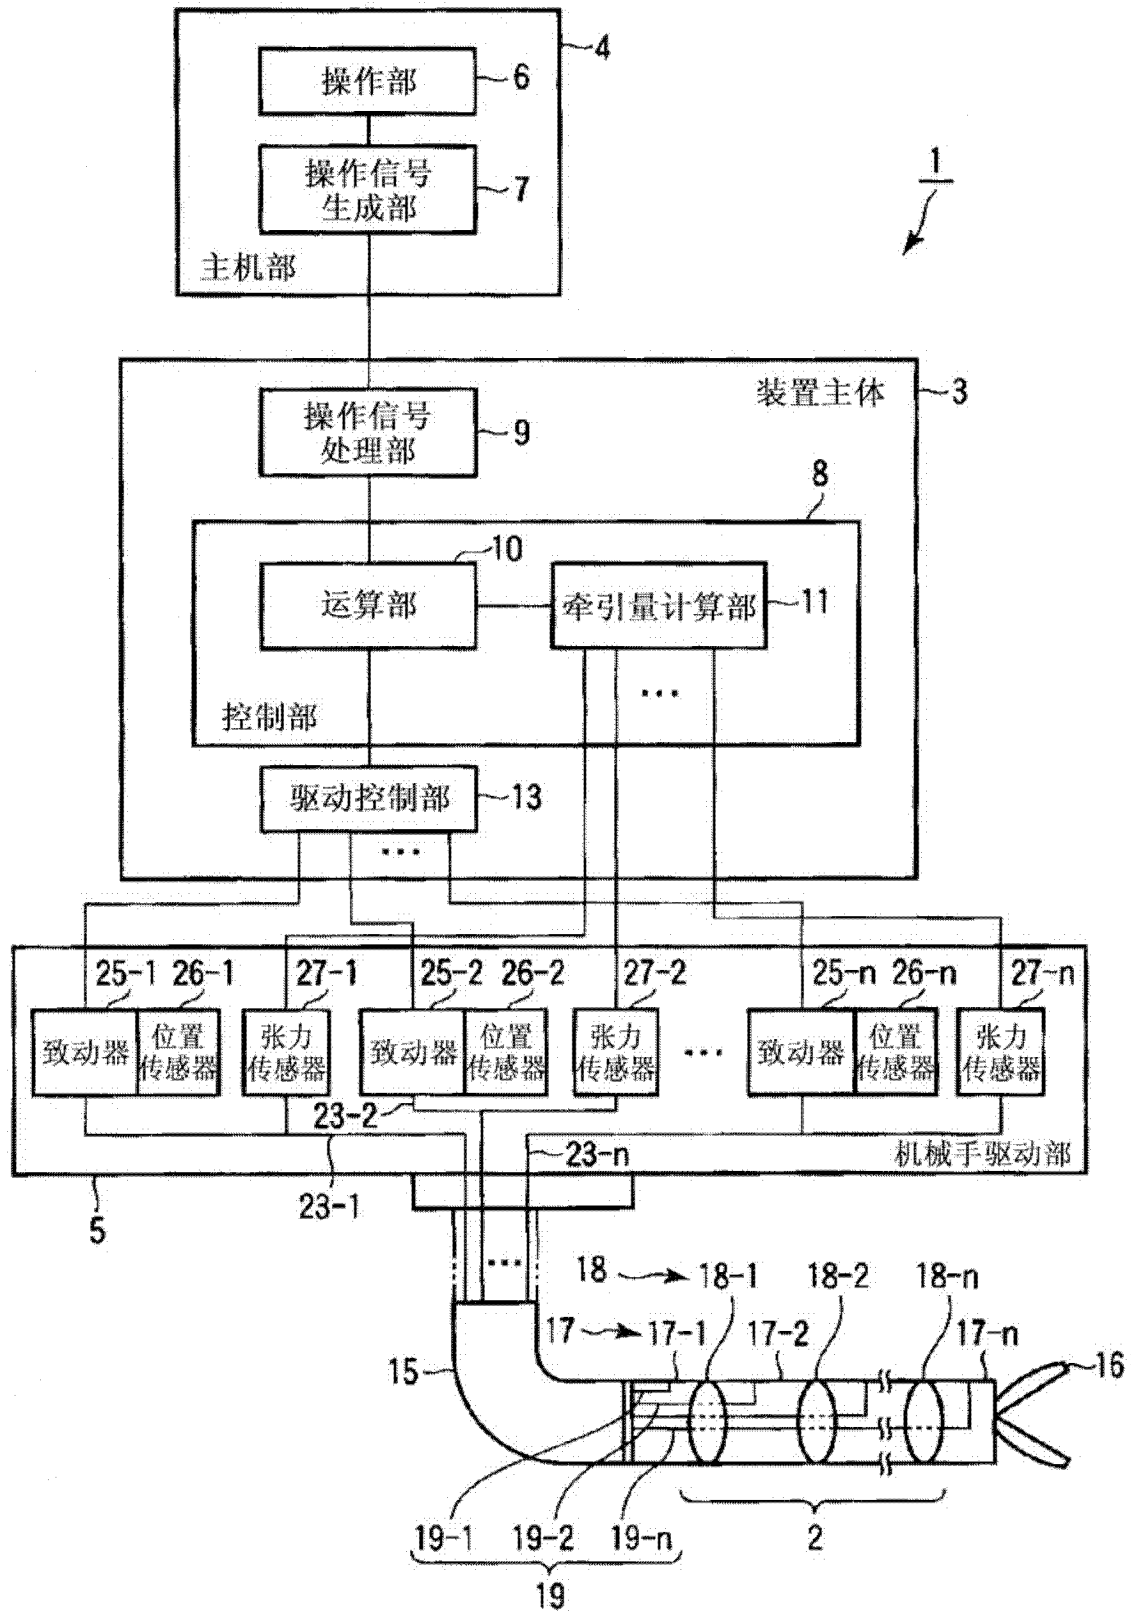 4
操作部
6
1
操作信号
生成部
7
主机部
装置主体
3
操作信号
处理部
9
8
10
运算部
牵引量计算部
11
...
控制部
驱动控制部
13
...
25-1
26-1
27-1
25-2
26-2
27-2
25-n
26-n
27-n
致动器
位置
传感器
张力
传感器
致动器
位置
传感器
张力
传感器
...
致动器
位置
传感器
张力
传感器
23-2
23-n
机械手驱动部
5
23-1
...
18
18-1
18-2
18-n
17
17-1
17-2
17-n
16
15
19-1
19-2
19-n
2
19